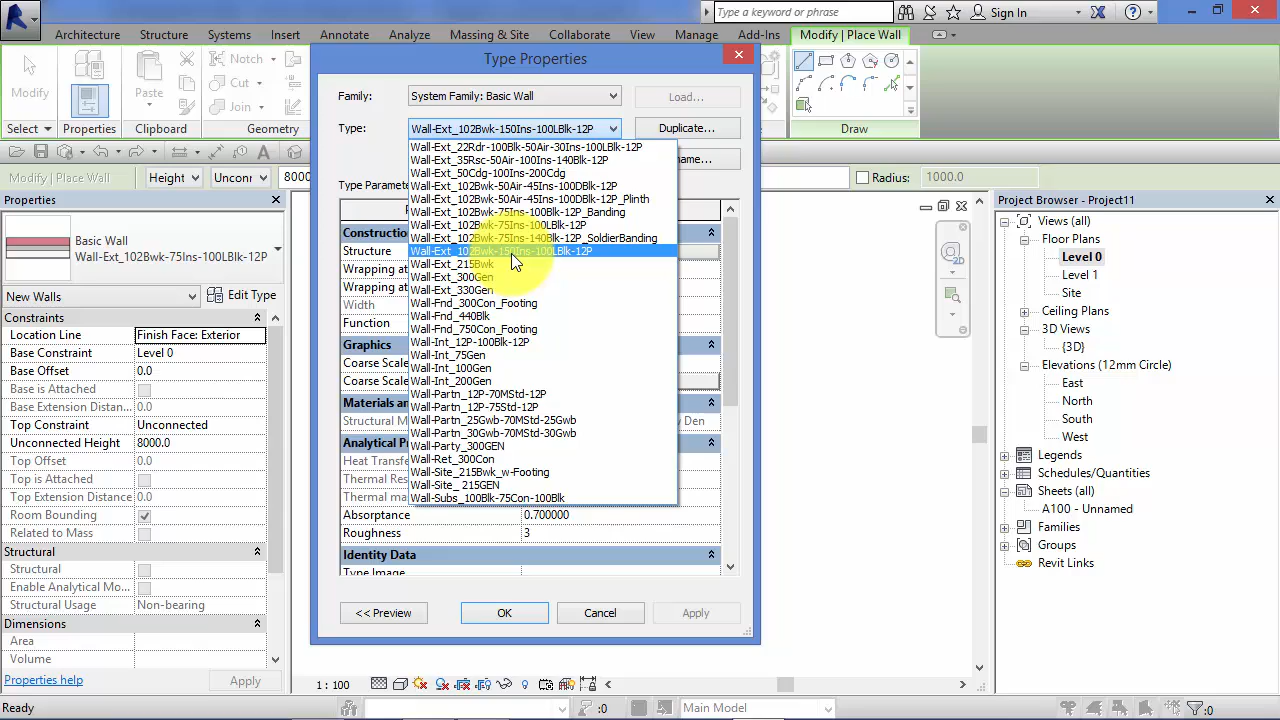 Type a keyword or phrase
Sign In
Architecture Structure Systems Insert Annotate Analyze Massing & Site Collaborate View Manage Add-Ins Modify | Place Wall
Modify
Paste
Notch
Cut
Join
Select
Properties
Geometry
Draw
Modify | Place Wall
Height
Unconr
8000
Radius:
1000.0
Properties
Basic Wall
Wall-Ext_102Bwk-75Ins-100LBlk-12P
New Walls
Edit Type
Constraints
Location Line Finish Face: Exterior
Base Constraint Level 0
Base Offset 0.0
Base is Attached
Base Extension Distance 0.0
Top Constraint Unconnected
Unconnected Height 8000.0
Top Offset 0.0
Top is Attached
Top Extension Distance 0.0
Room Bounding
Related to Mass
Structural
Structural
Enable Analytical Mo...
Structural Usage Non-bearing
Dimensions
Area
Volume
Properties help
Apply
Type Properties
Family: System Family: Basic Wall
Load...
Type: Wall-Ext_102Bwk-150Ins-100LBlk-12P
Duplicate...
name...
Type Paramete
Wall-Ext_22Rdr-100Blk-50Air-30Ins-100LBlk-12P
Wall-Ext_35Rsc-50Air-100Ins-140Blk-12P
Wall-Ext_50Cdg-100Ins-200Cdg
Wall-Ext_102Bwk-50Air-45Ins-100DBlk-12P
Wall-Ext_102Bwk-50Air-45Ins-100DBlk-12P_Plinth
Wall-Ext_102Bwk-75Ins-100Blk-12P_Banding
Wall-Ext_102Bwk-75Ins-100LBlk-12P
Wall-Ext_102Bwk-75Ins-140Blk-12P_SoldierBanding
Wall-Ext_102Bwk-150Ins-100LBlk-12P
Wall-Ext_215Bwk
Wall-Ext_300Gen
Wall-Ext_330Gen
Wall-Fnd_300Con_Footing
Wall-Fnd_440Blk
Wall-Fnd_750Con_Footing
Wall-Int_12P-100Blk-12P
Wall-Int_75Gen
Wall-Int_100Gen
Wall-Int_200Gen
Wall-Partn_12P-70MStd-12P
Wall-Partn_12P-75Std-12P
Wall-Partn_25Gwb-70MStd-25Gwb
Wall-Partn_30Gwb-70MStd-30Gwb
Wall-Party_300GEN
Wall-Ret_300Con
Wall-Site_215Bwk_w-Footing
Wall-Site_ 215GEN
Wall-Subs_100Blk-75Con-100Blk
Constructio
Structure
Wrapping at
Wrapping at
Width
Function
Graphics
Coarse Scale
Coarse Scale
Materials an
Structural M
w Den
Analytical Pr
Heat Transfe
Thermal Res
Thermal mas
Absorptance 0.700000
Roughness 3
Identity Data
Type Image
<< Preview
OK
Cancel
Apply
Project Browser - Project11
Views (all)
Floor Plans
Level 0
Level 1
Site
Ceiling Plans
3D Views
{3D}
Elevations (12mm Circle)
East
North
South
West
Legends
Schedules/Quantities
Sheets (all)
A100 - Unnamed
Families
Groups
Revit Links
1 : 100
Ready
:0
Main Model
:0